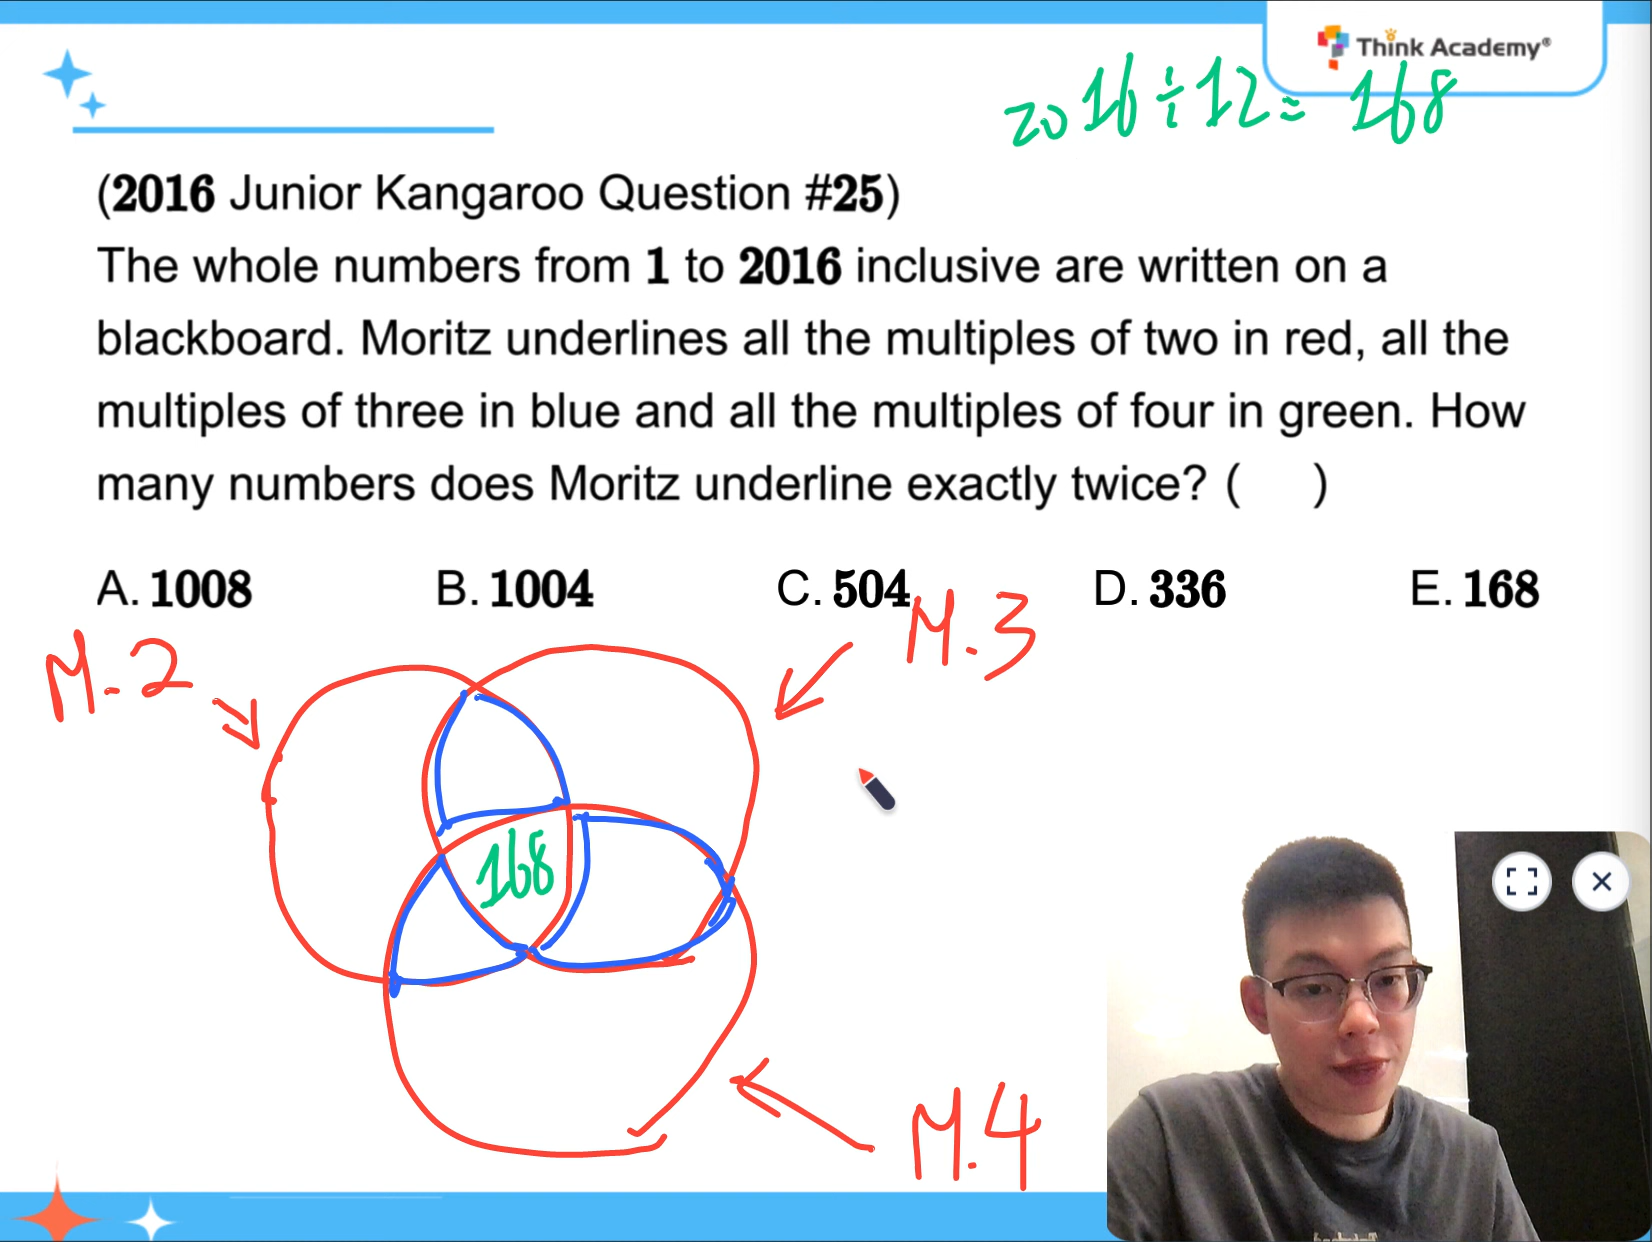 Think Academy®
2016÷12=168
(2016 Junior Kangaroo Question #25)
The whole numbers from 1 to 2016 inclusive are written on a
blackboard. Moritz underlines all the multiples of two in red, all the
multiples of three in blue and all the multiples of four in green. How
many numbers does Moritz underline exactly twice? ( )
A. 1008 B. 1004 C. 504 D. 336 E. 168
M.3
M.2
168
M.4